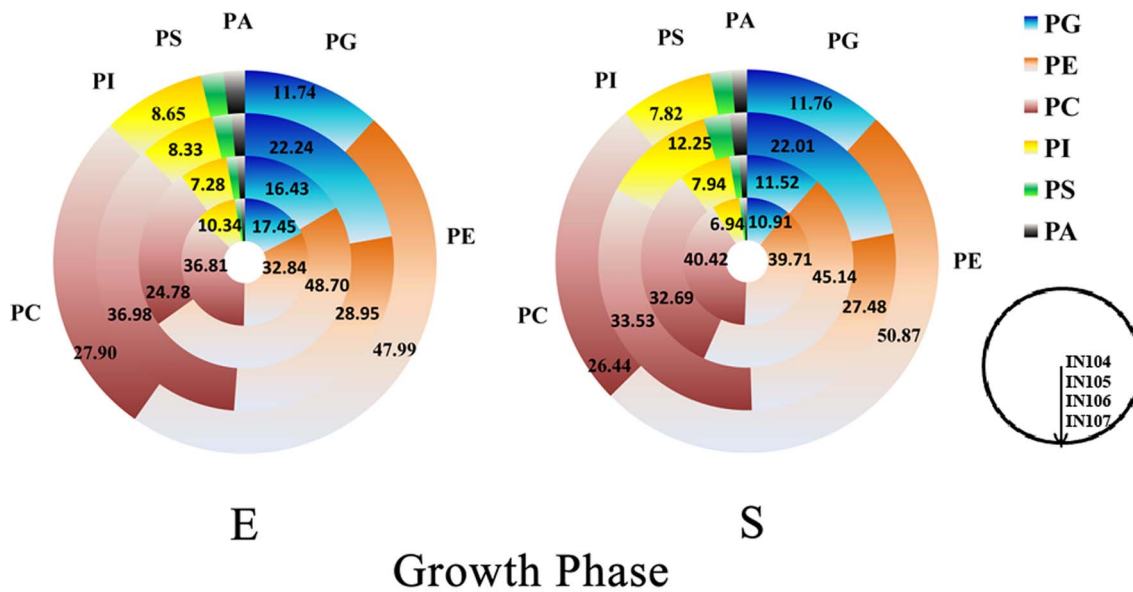 PA
PS
PG
PI
11.74
8.65
22.24
8.33
16.43
7.28
17.45
10.34
PE
36.81
32.84
24.78
48.70
36.98
28.95
PC
27.90
47.99
E
PA
PS
PG
PI
11.76
7.82
22.01
12.25
11.52
7.94
10.91
6.94
PE
40.42
39.71
45.14
32.69
27.48
33.53
PC
50.87
26.44
S
Growth Phase
PG
PE
PC
PI
PS
PA
IN104
IN105
IN106
IN107